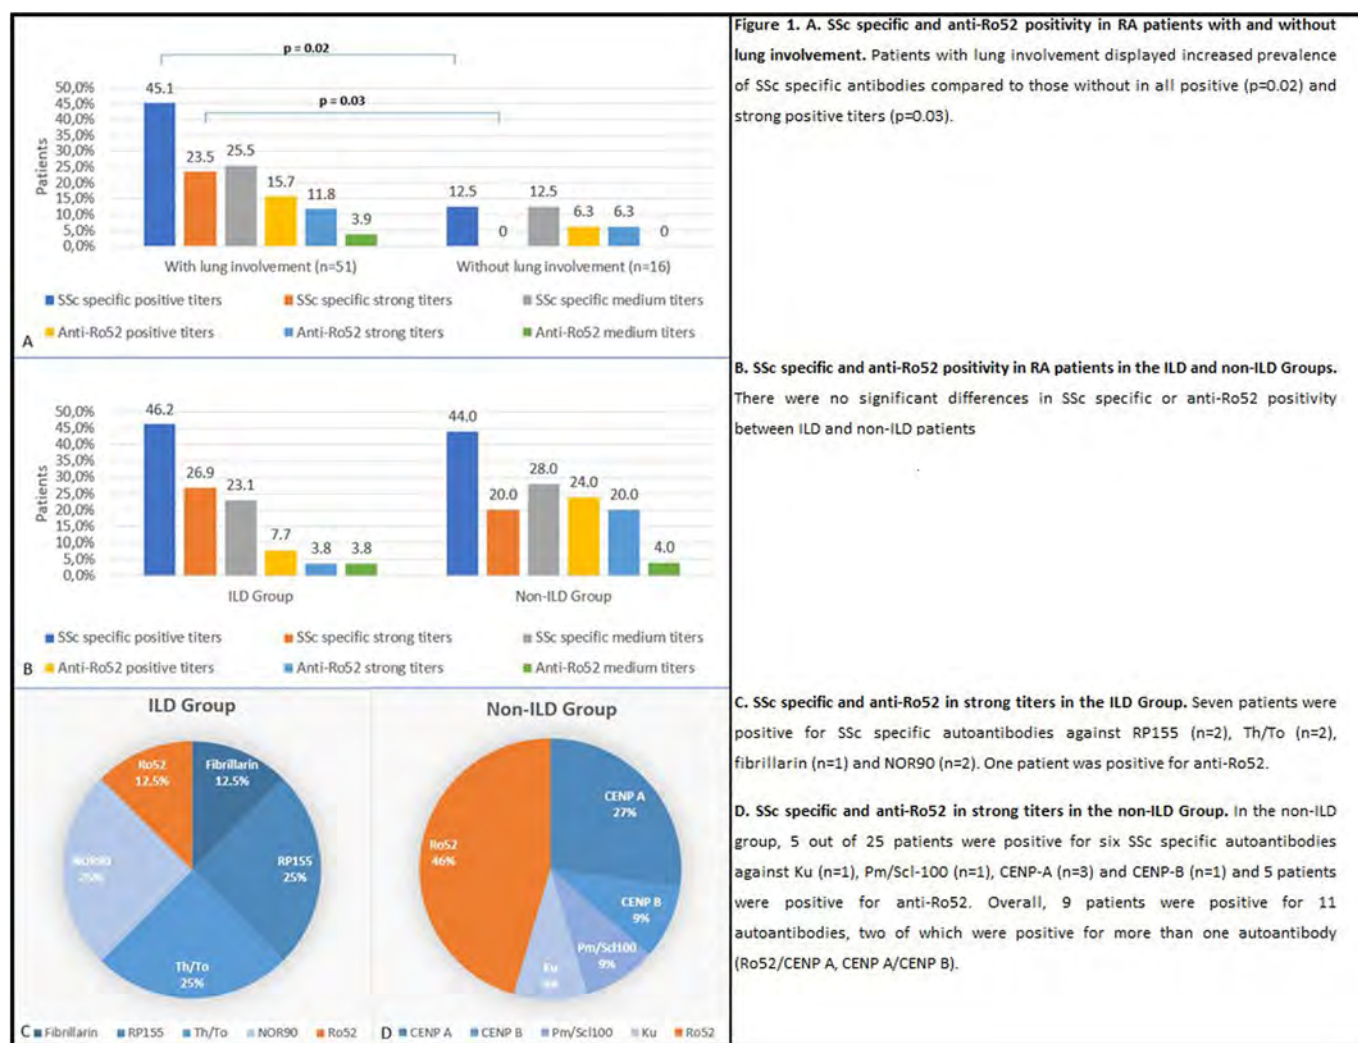 p = 0.02
p = 0.03
Patients
50,0%
45,0%
40,0%
35,0%
30,0%
25,0%
20,0%
15,0%
10,0%
5,0%
0,0%
45.1
23.5
25.5
15.7
11.8
3.9
12.5
0
12.5
6.3
6.3
0
With lung involvement (n=51)
Without lung involvement (n=16)
SSc specific positive titers
SSc specific strong titers
SSc specific medium titers
Anti-Ro52 positive titers
Anti-Ro52 strong titers
Anti-Ro52 medium titers
A
Figure 1. A. SSc specific and anti-Ro52 positivity in RA patients with and without
lung involvement. Patients with lung involvement displayed increased prevalence
of SSc specific antibodies compared to those without in all positive (p=0.02) and
strong positive titers (p=0.03).
Patients
50,0%
45,0%
40,0%
35,0%
30,0%
25,0%
20,0%
15,0%
10,0%
5,0%
0,0%
46.2
26.9
23.1
7.7
3.8
3.8
44.0
20.0
28.0
24.0
20.0
4.0
ILD Group
Non-ILD Group
SSc specific positive titers
SSc specific strong titers
SSc specific medium titers
Anti-Ro52 positive titers
Anti-Ro52 strong titers
Anti-Ro52 medium titers
B
B. SSc specific and anti-Ro52 positivity in RA patients in the ILD and non-ILD Groups.
There were no significant differences in SSc specific or anti-Ro52 positivity
between ILD and non-ILD patients
ILD Group
Ro52
12.5%
Fibrillarin
12.5%
RP155
25%
Th/To
25%
NOR90
25%
C
Fibrillarin
RP155
Th/To
NOR90
Ro52
Non-ILD Group
CENP A
27%
CENP B
9%
Pm/Scl100
9%
Ku
Ro52
46%
D
CENP A
CENP B
Pm/Scl100
Ku
Ro52
C. SSc specific and anti-Ro52 in strong titers in the ILD Group. Seven patients were
positive for SSc specific autoantibodies against RP155 (n=2), Th/To (n=2),
fibrillarin (n=1) and NOR90 (n=2). One patient was positive for anti-Ro52.
D. SSc specific and anti-Ro52 in strong titers in the non-ILD Group. In the non-ILD
group, 5 out of 25 patients were positive for six SSc specific autoantibodies
against Ku (n=1), Pm/Scl-100 (n=1), CENP-A (n=3) and CENP-B (n=1) and 5 patients
were positive for anti-Ro52. Overall, 9 patients were positive for 11
autoantibodies, two of which were positive for more than one autoantibody
(Ro52/CENP A, CENP A/CENP B).